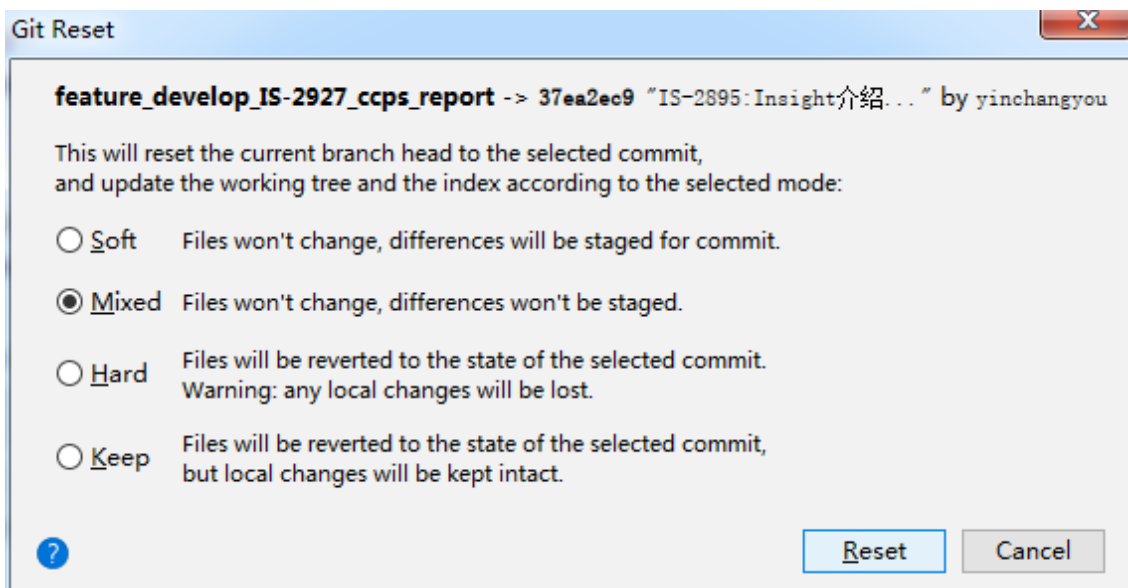 Git Reset
x
feature_develop_IS-2927_ccps_report -> 37ea2ec9 "IS-2895:Insight介绍..." by yinchangyou
This will reset the current branch head to the selected commit,
and update the working tree and the index according to the selected mode:
Soft Files won't change, differences will be staged for commit.
Mixed Files won't change, differences won't be staged.
Hard Files will be reverted to the state of the selected commit.
Warning: any local changes will be lost.
Keep Files will be reverted to the state of the selected commit,
but local changes will be kept intact.
? Reset Cancel